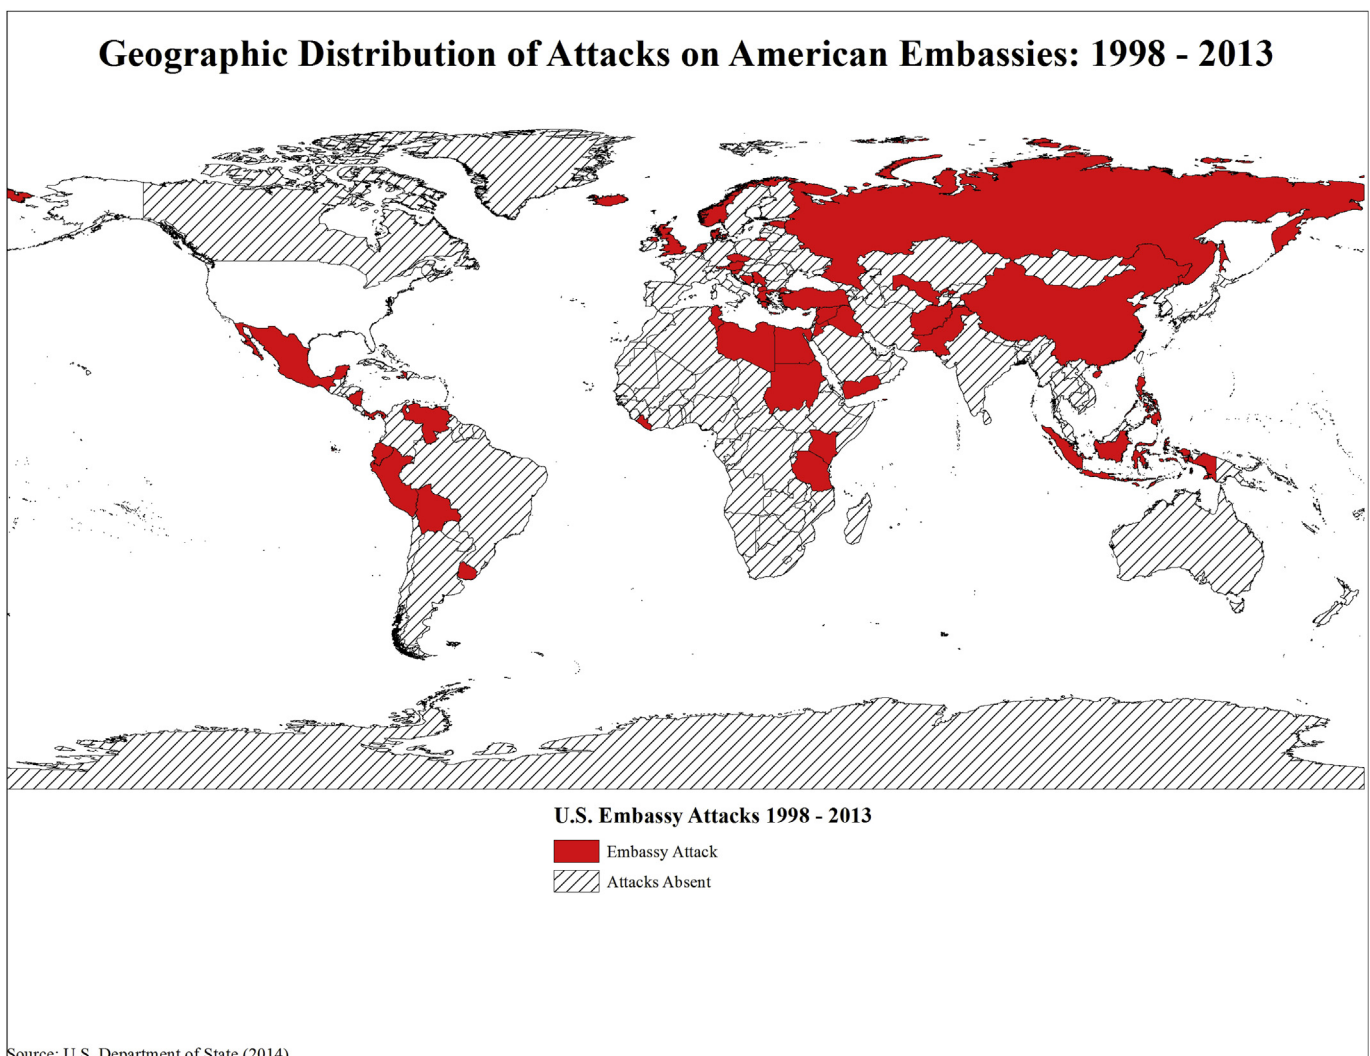 Geographic Distribution of Attacks on American Embassies: 1998 - 2013
U.S. Embassy Attacks 1998 - 2013
Embassy Attack
Attacks Absent
Source: U.S. Department of State (2014)